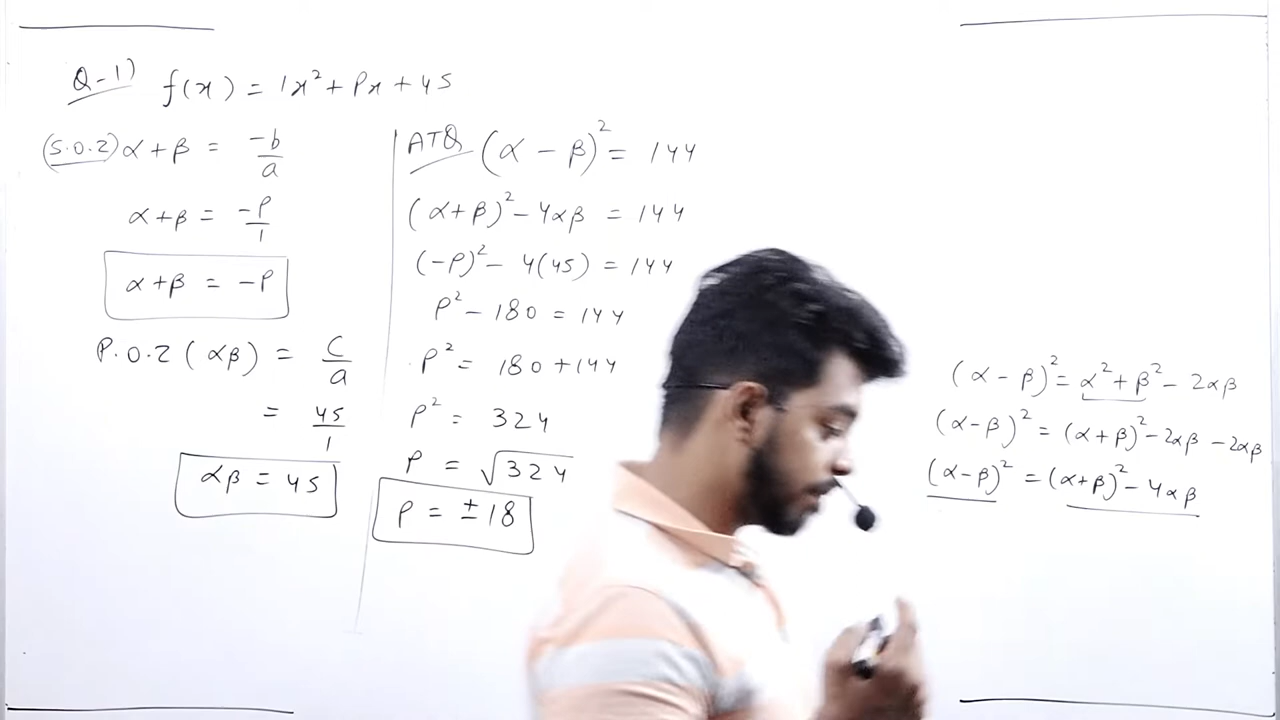 Q-1) f(x) = 1x² + Px + 45
(S.O.Z) α + β = -b/a
α + β = -P/1
α + β = -P
P.O.Z (αβ) = C/a
= 45/1
αβ = 45
ATQ (α - β)² = 144
(α + β)² - 4αβ = 144
(-P)² - 4(45) = 144
P² - 180 = 144
P² = 180 + 144
P² = 324
P = √324
P = ± 18
(α - β)² = α² + β² - 2αβ
(α - β)² = (α + β)² - 2αβ - 2αβ
(α - β)² = (α + β)² - 4αβ